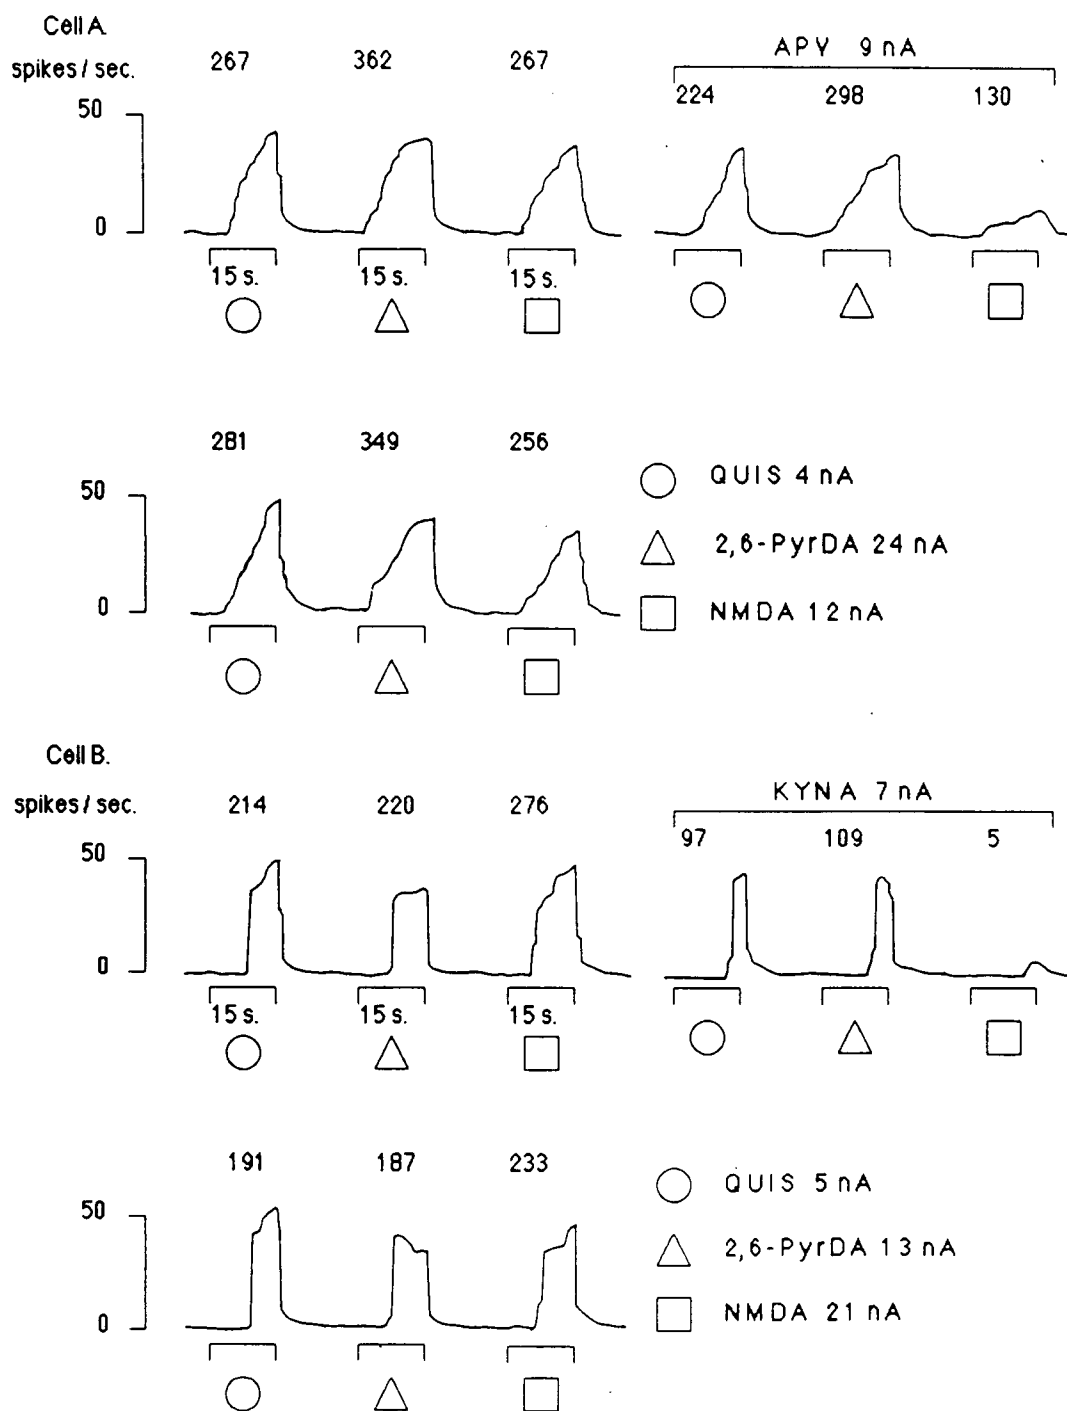 Cell A.
spikes / sec. 267 362 267 APV 9 nA
224 298 130
50
0
15 s. 15 s. 15 s.
281 349 256
50
0
QUIS 4 nA
2,6-PyrDA 24 nA
NMDA 12 nA
Cell B.
spikes / sec. 214 220 276 KYNA 7 nA
97 109 5
50
0
15 s. 15 s. 15 s.
191 187 233
50
0
QUIS 5 nA
2,6-PyrDA 13 nA
NMDA 21 nA